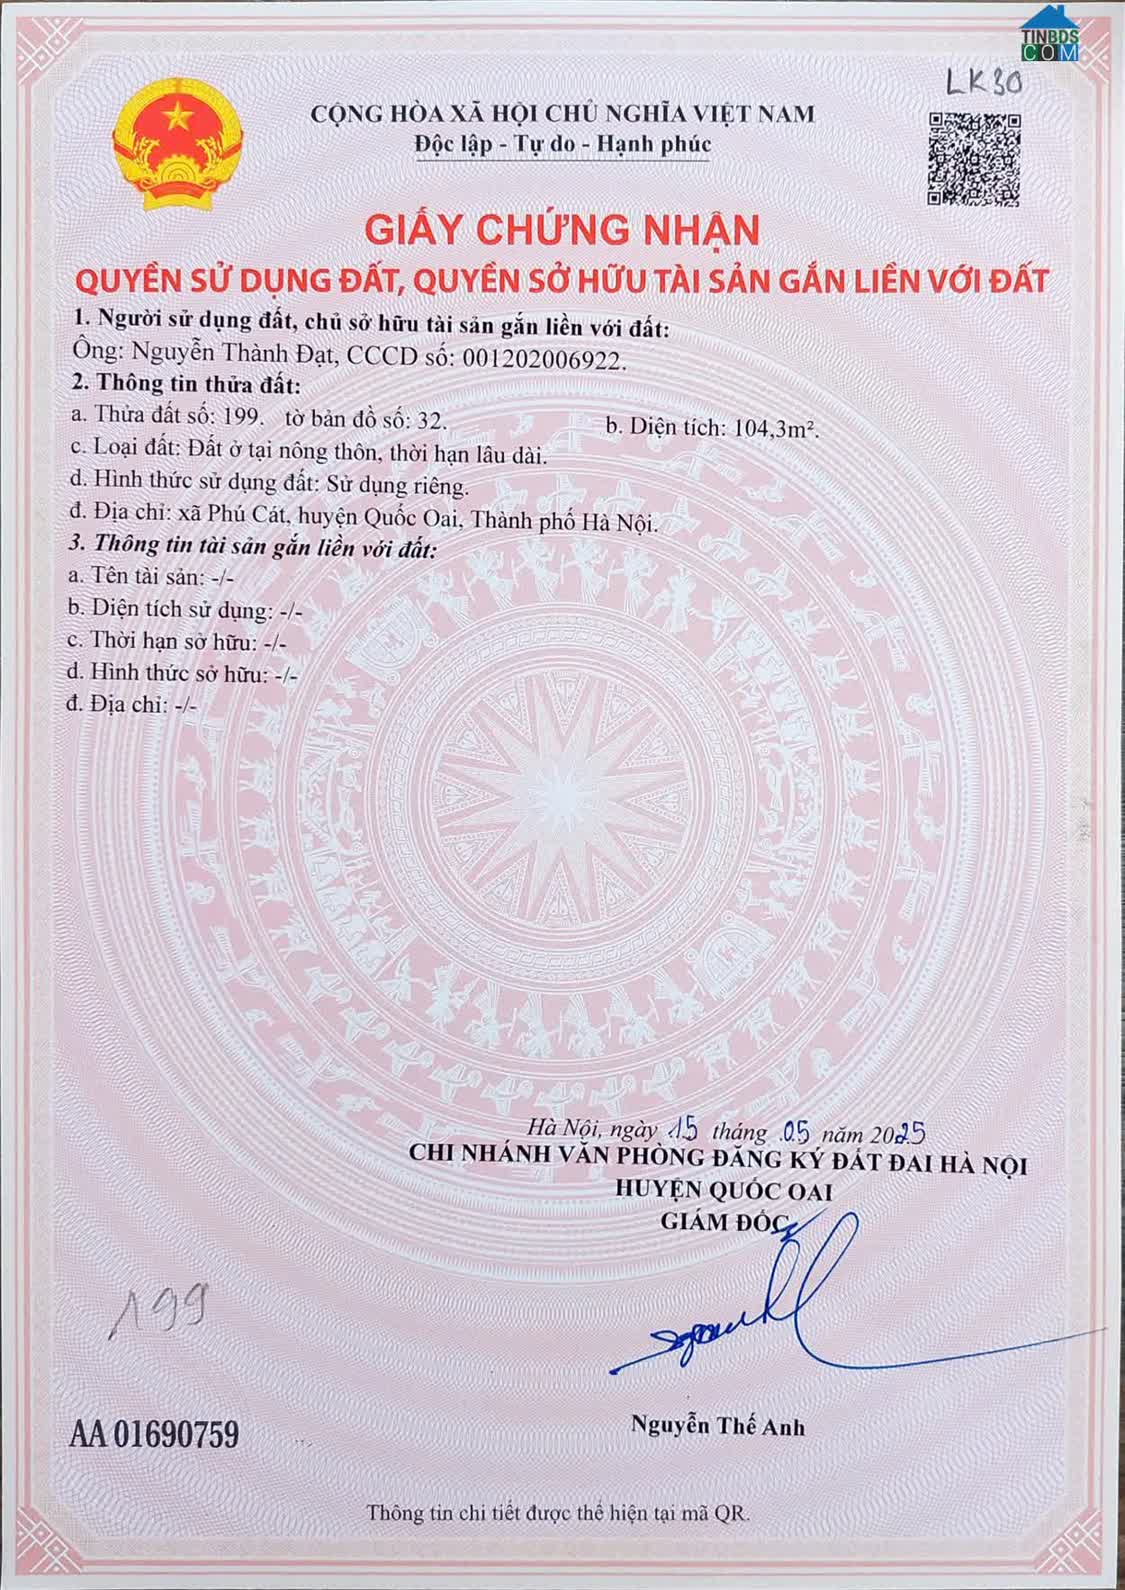 TINBDS
COM
LK30
CỘNG HÒA XÃ HỘI CHỦ NGHĨA VIỆT NAM
Độc lập - Tự do - Hạnh phúc
GIẤY CHỨNG NHẬN
QUYỀN SỬ DỤNG ĐẤT, QUYỀN SỞ HỮU TÀI SẢN GẮN LIỀN VỚI ĐẤT
1. Người sử dụng đất, chủ sở hữu tài sản gắn liền với đất:
Ông: Nguyễn Thành Đạt, CCCD số: 001202006922.
2. Thông tin thửa đất:
a. Thửa đất số: 199. tờ bản đồ số: 32. b. Diện tích: 104,3m².
c. Loại đất: Đất ở tại nông thôn, thời hạn lâu dài.
d. Hình thức sử dụng đất: Sử dụng riêng.
đ. Địa chỉ: xã Phú Cát, huyện Quốc Oai, Thành phố Hà Nội.
3. Thông tin tài sản gắn liền với đất:
a. Tên tài sản: -/-
b. Diện tích sử dụng: -/-
c. Thời hạn sở hữu: -/-
d. Hình thức sở hữu: -/-
đ. Địa chỉ: -/-
Hà Nội, ngày 15 tháng 05 năm 2025
CHI NHÁNH VĂN PHÒNG ĐĂNG KÝ ĐẤT ĐAI HÀ NỘI
HUYỆN QUỐC OAI
GIÁM ĐỐC
199
AA 01690759
Nguyễn Thế Anh
Thông tin chi tiết được thể hiện tại mã QR.